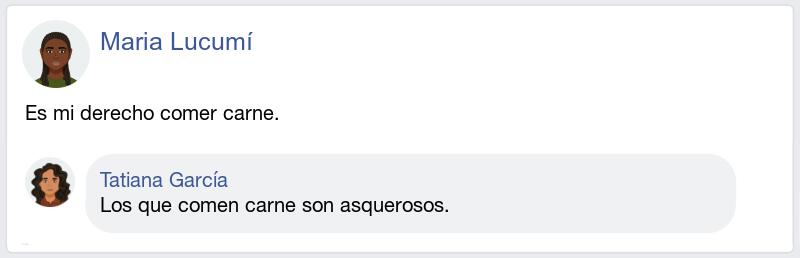 Maria Lucumí
Es mi derecho comer carne.
Tatiana García
Los que comen carne son asquerosos.